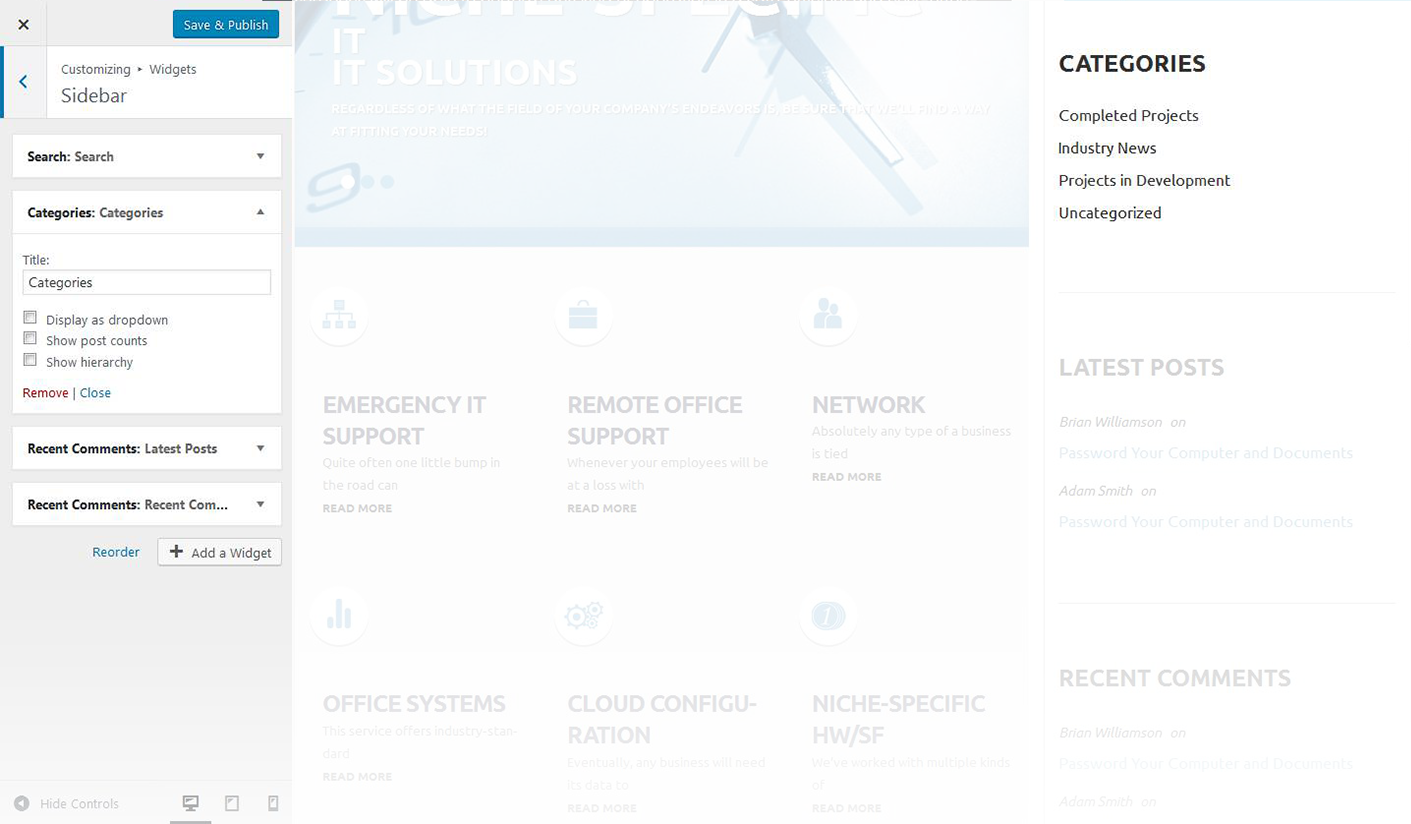 Save & Publish
Customizing ▸ Widgets
Sidebar
Search: Search
Categories: Categories
Title:
Categories
Display as dropdown
Show post counts
Show hierarchy
Remove | Close
Recent Comments: Latest Posts
Recent Comments: Recent Com...
Reorder
Add a Widget
Hide Controls
IT
IT SOLUTIONS
REGARDLESS OF WHAT THE FIELD OF YOUR COMPANY'S ENDEAVORS IS, BE SURE THAT WE'LL FIND A WAY
AT FITTING YOUR NEEDS!
EMERGENCY IT
SUPPORT
Quite often one little bump in
the road can
READ MORE
REMOTE OFFICE
SUPPORT
Whenever your employees will be
at a loss with
READ MORE
NETWORK
Absolutely any type of a business
is tied
READ MORE
OFFICE SYSTEMS
This service offers industry-stan-
dard
READ MORE
CLOUD CONFIGU-
RATION
Eventually, any business will need
its data to
READ MORE
NICHE-SPECIFIC
HW/SF
We've worked with multiple kinds
of
READ MORE
CATEGORIES
Completed Projects
Industry News
Projects in Development
Uncategorized
LATEST POSTS
Brian Williamson on
Password Your Computer and Documents
Adam Smith on
Password Your Computer and Documents
RECENT COMMENTS
Brian Williamson on
Password Your Computer and Documents
Adam Smith on